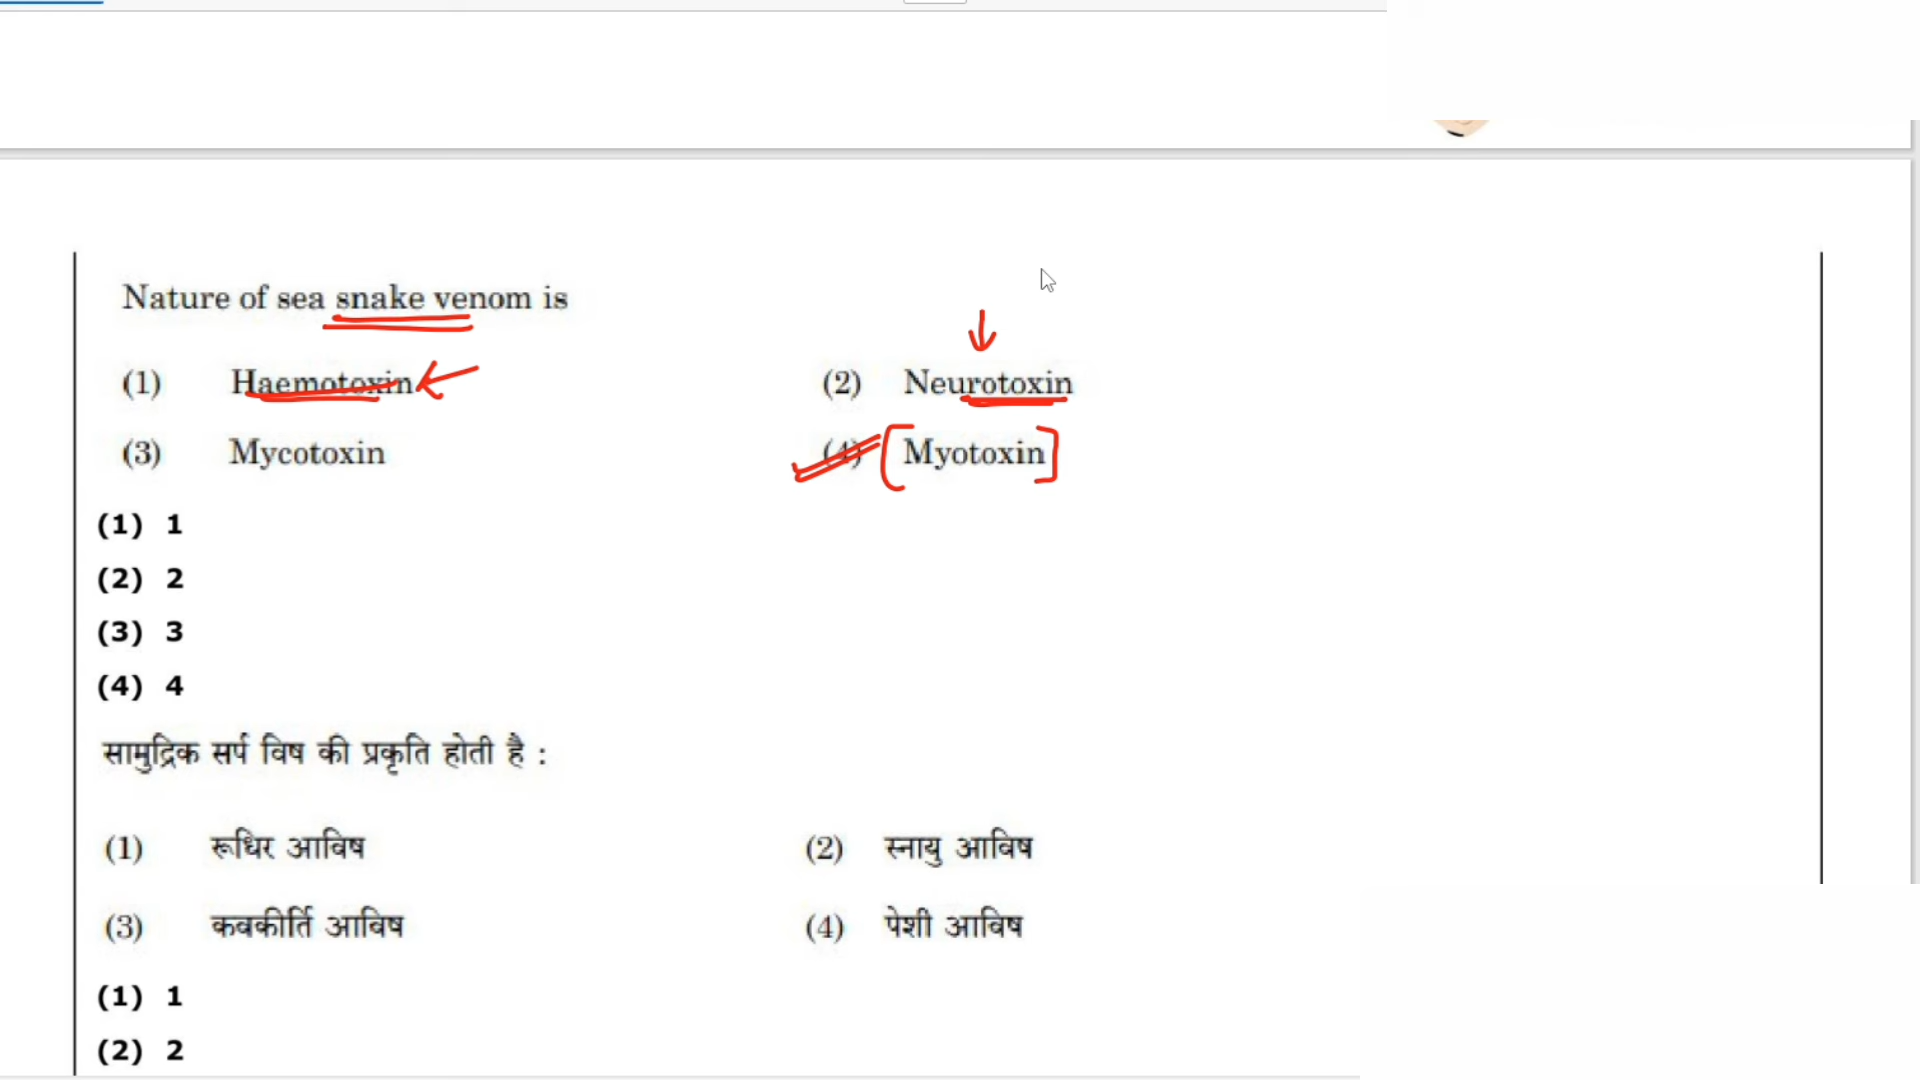 Nature of sea snake venom is
(1) Haemotoxin (2) Neurotoxin
(3) Mycotoxin (4) Myotoxin
(1) 1
(2) 2
(3) 3
(4) 4
सामुद्रिक सर्प विष की प्रकृति होती है :
(1) रूधिर आविष (2) स्नायु आविष
(3) कवकीर्ति आविष (4) पेशी आविष
(1) 1
(2) 2